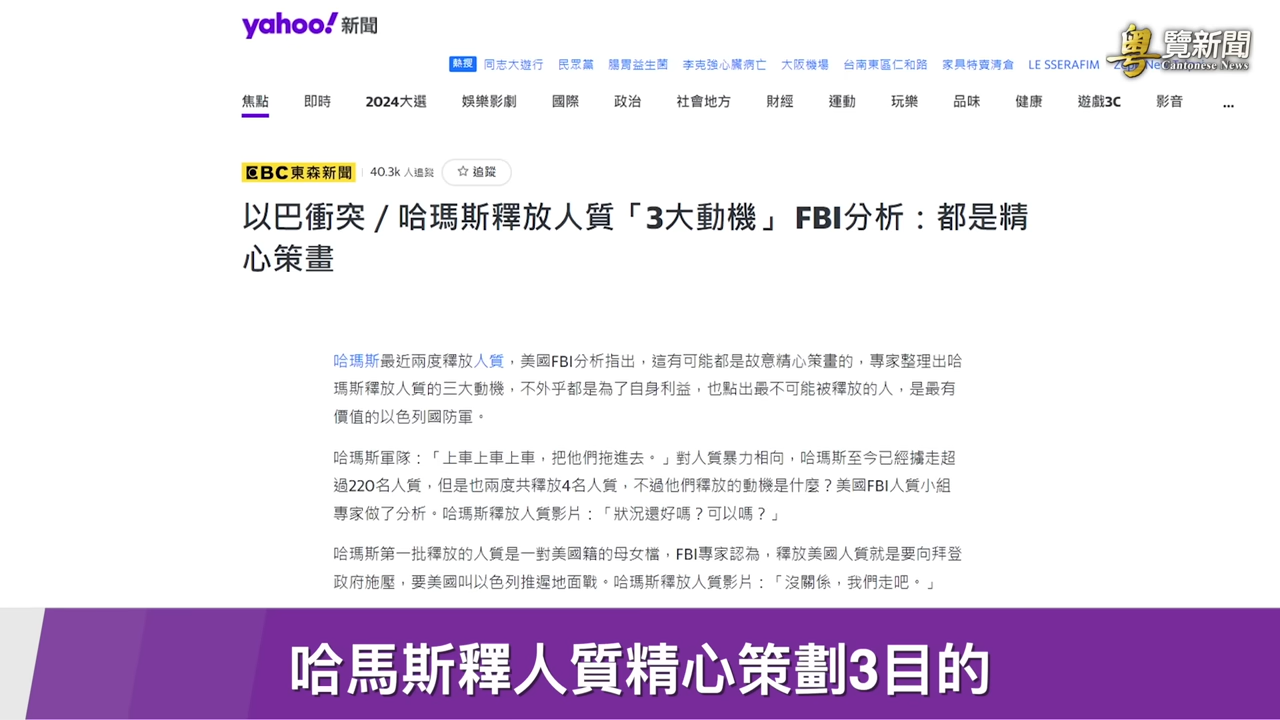 yahoo! 新聞
粵覽新聞
Cantonese News
熱搜 同志大遊行 民眾黨 腸胃益生菌 李克強心臟病亡 大阪機場 台南東區仁和路 家具特賣清倉 LE SSERAFIM
焦點 即時 2024大選 娛樂影劇 國際 政治 社會地方 財經 運動 玩樂 品味 健康 遊戲3C 影音 ...
EBC東森新聞 40.3k 人追蹤 ☆ 追蹤
以巴衝突／哈瑪斯釋放人質「3大動機」 FBI分析：都是精
心策畫
哈瑪斯最近兩度釋放人質，美國FBI分析指出，這有可能都是故意精心策畫的，專家整理出哈
瑪斯釋放人質的三大動機，不外乎都是為了自身利益，也點出最不可能被釋放的人，是最有
價值的以色列國防軍。
哈瑪斯軍隊：「上車上車上車，把他們拖進去。」對人質暴力相向，哈瑪斯至今已經擄走超
過220名人質，但是也兩度共釋放4名人質，不過他們釋放的動機是什麼？美國FBI人質小組
專家做了分析。哈瑪斯釋放人質影片：「狀況還好嗎？可以嗎？」
哈瑪斯第一批釋放的人質是一對美國籍的母女檔，FBI專家認為，釋放美國人質就是要向拜登
政府施壓，要美國叫以色列推遲地面戰。哈瑪斯釋放人質影片：「沒關係，我們走吧。」
哈馬斯釋人質精心策劃3目的